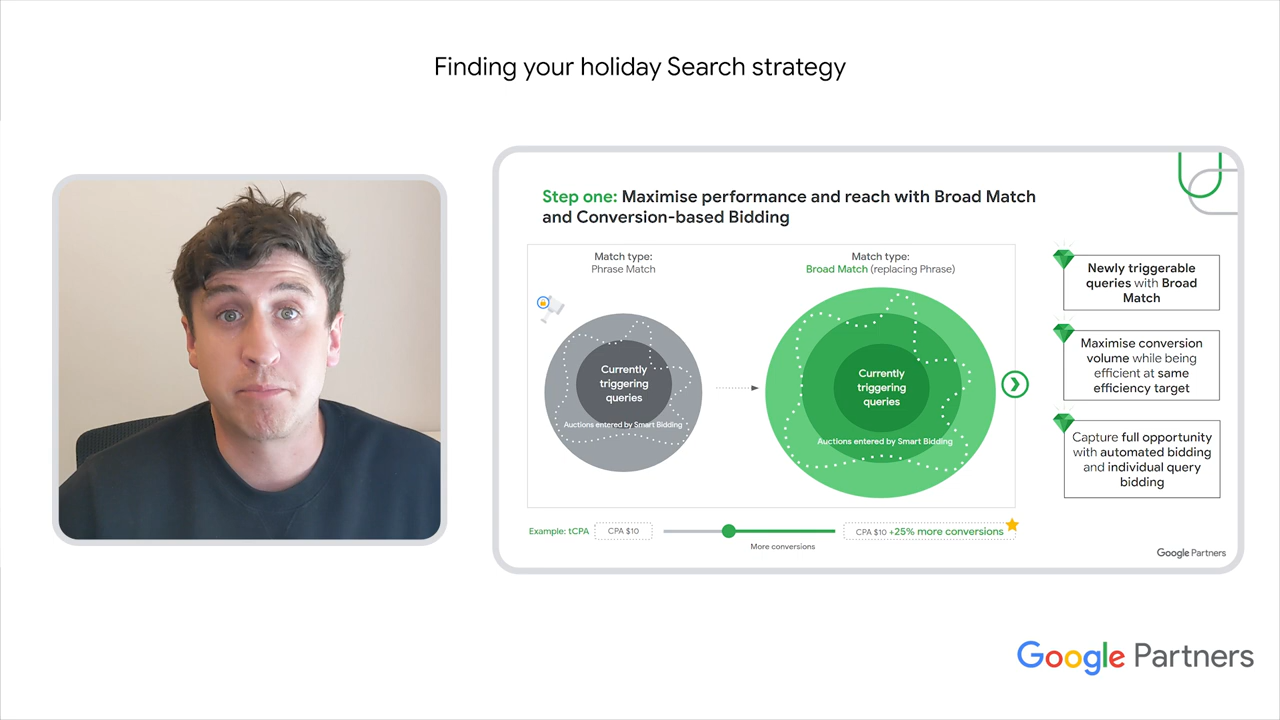 Finding your holiday Search strategy
Step one: Maximise performance and reach with Broad Match
and Conversion-based Bidding
Match type:
Phrase Match
Currently
triggering
queries
Auctions entered by Smart Bidding
Match type:
Broad Match (replacing Phrase)
Currently
triggering
queries
Auctions entered by Smart Bidding
Newly triggerable
queries with Broad
Match
Maximise conversion
volume while being
efficient at same
efficiency target
Capture full opportunity
with automated bidding
and individual query
bidding
Example: tCPA
CPA $10
More conversions
CPA $10 +25% more conversions
Google Partners
Google Partners